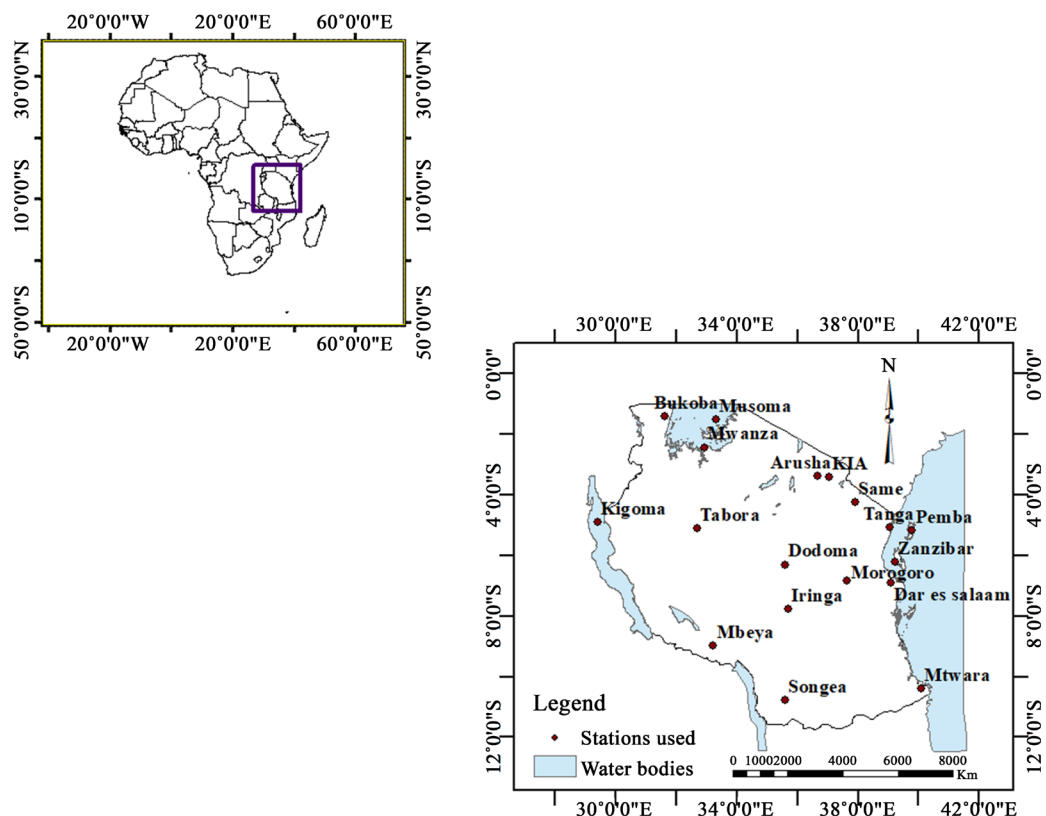 20°0'0"W 20°0'0"E 60°0'0"E
30°0'0"N 30°0'0"N
10°0'0"S 10°0'0"S
50°0'0"S 50°0'0"S
20°0'0"W 20°0'0"E 60°0'0"E
30°0'0"E 34°0'0"E 38°0'0"E 42°0'0"E
0°0'0" 0°0'0"
N
Bukoba Musoma
Mwanza
Arusha KIA
Same
4°0'0"S 4°0'0"S
Kigoma Tabora Tanga Pemba
Dodoma Zanzibar
Morogoro
Iringa Dar es salaam
8°0'0"S 8°0'0"S
Mbeya
Songea Mtwara
Legend
Stations used
Water bodies
12°0'0"S 12°0'0"S
0 1000 2000 4000 6000 8000
Km
30°0'0"E 34°0'0"E 38°0'0"E 42°0'0"E